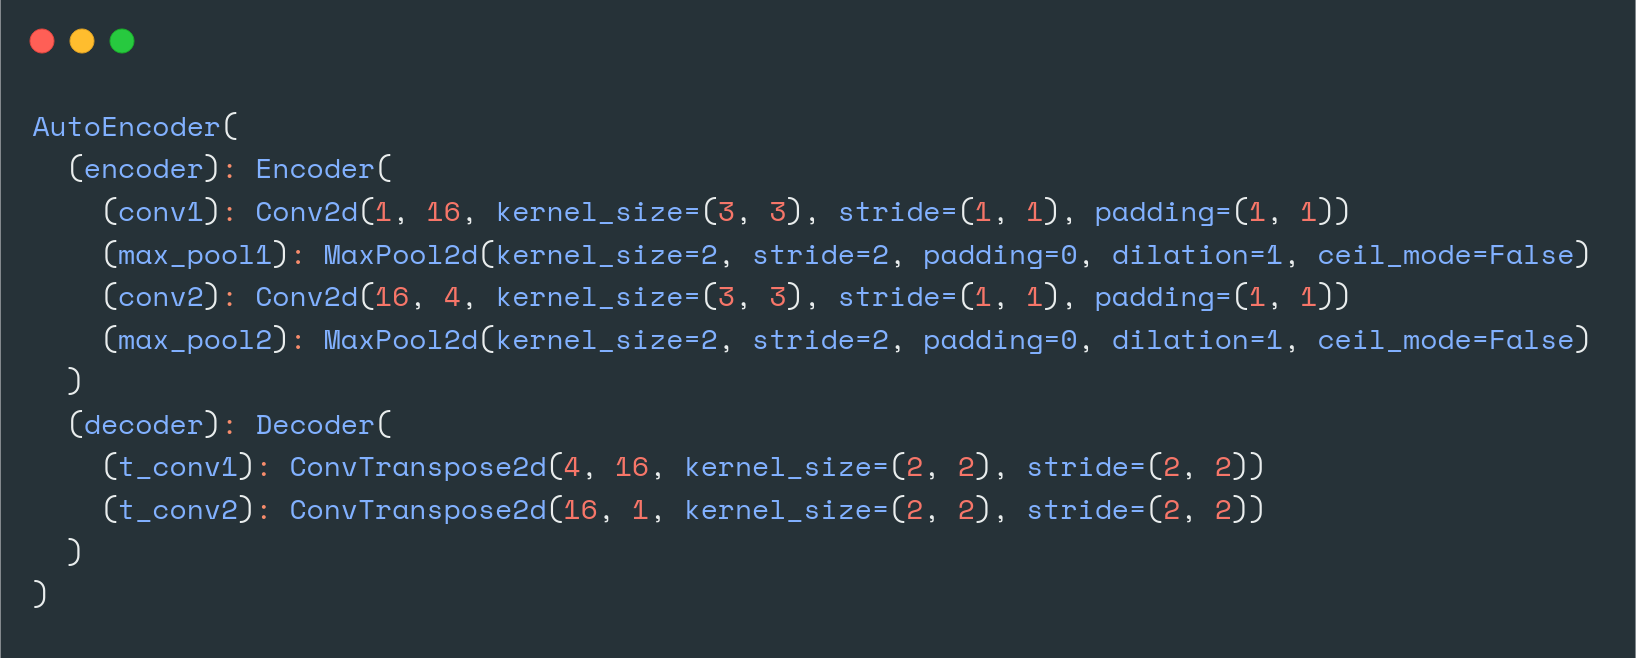 AutoEncoder(
  (encoder): Encoder(
    (conv1): Conv2d(1, 16, kernel_size=(3, 3), stride=(1, 1), padding=(1, 1))
    (max_pool1): MaxPool2d(kernel_size=2, stride=2, padding=0, dilation=1, ceil_mode=False)
    (conv2): Conv2d(16, 4, kernel_size=(3, 3), stride=(1, 1), padding=(1, 1))
    (max_pool2): MaxPool2d(kernel_size=2, stride=2, padding=0, dilation=1, ceil_mode=False)
  )
  (decoder): Decoder(
    (t_conv1): ConvTranspose2d(4, 16, kernel_size=(2, 2), stride=(2, 2))
    (t_conv2): ConvTranspose2d(16, 1, kernel_size=(2, 2), stride=(2, 2))
  )
)